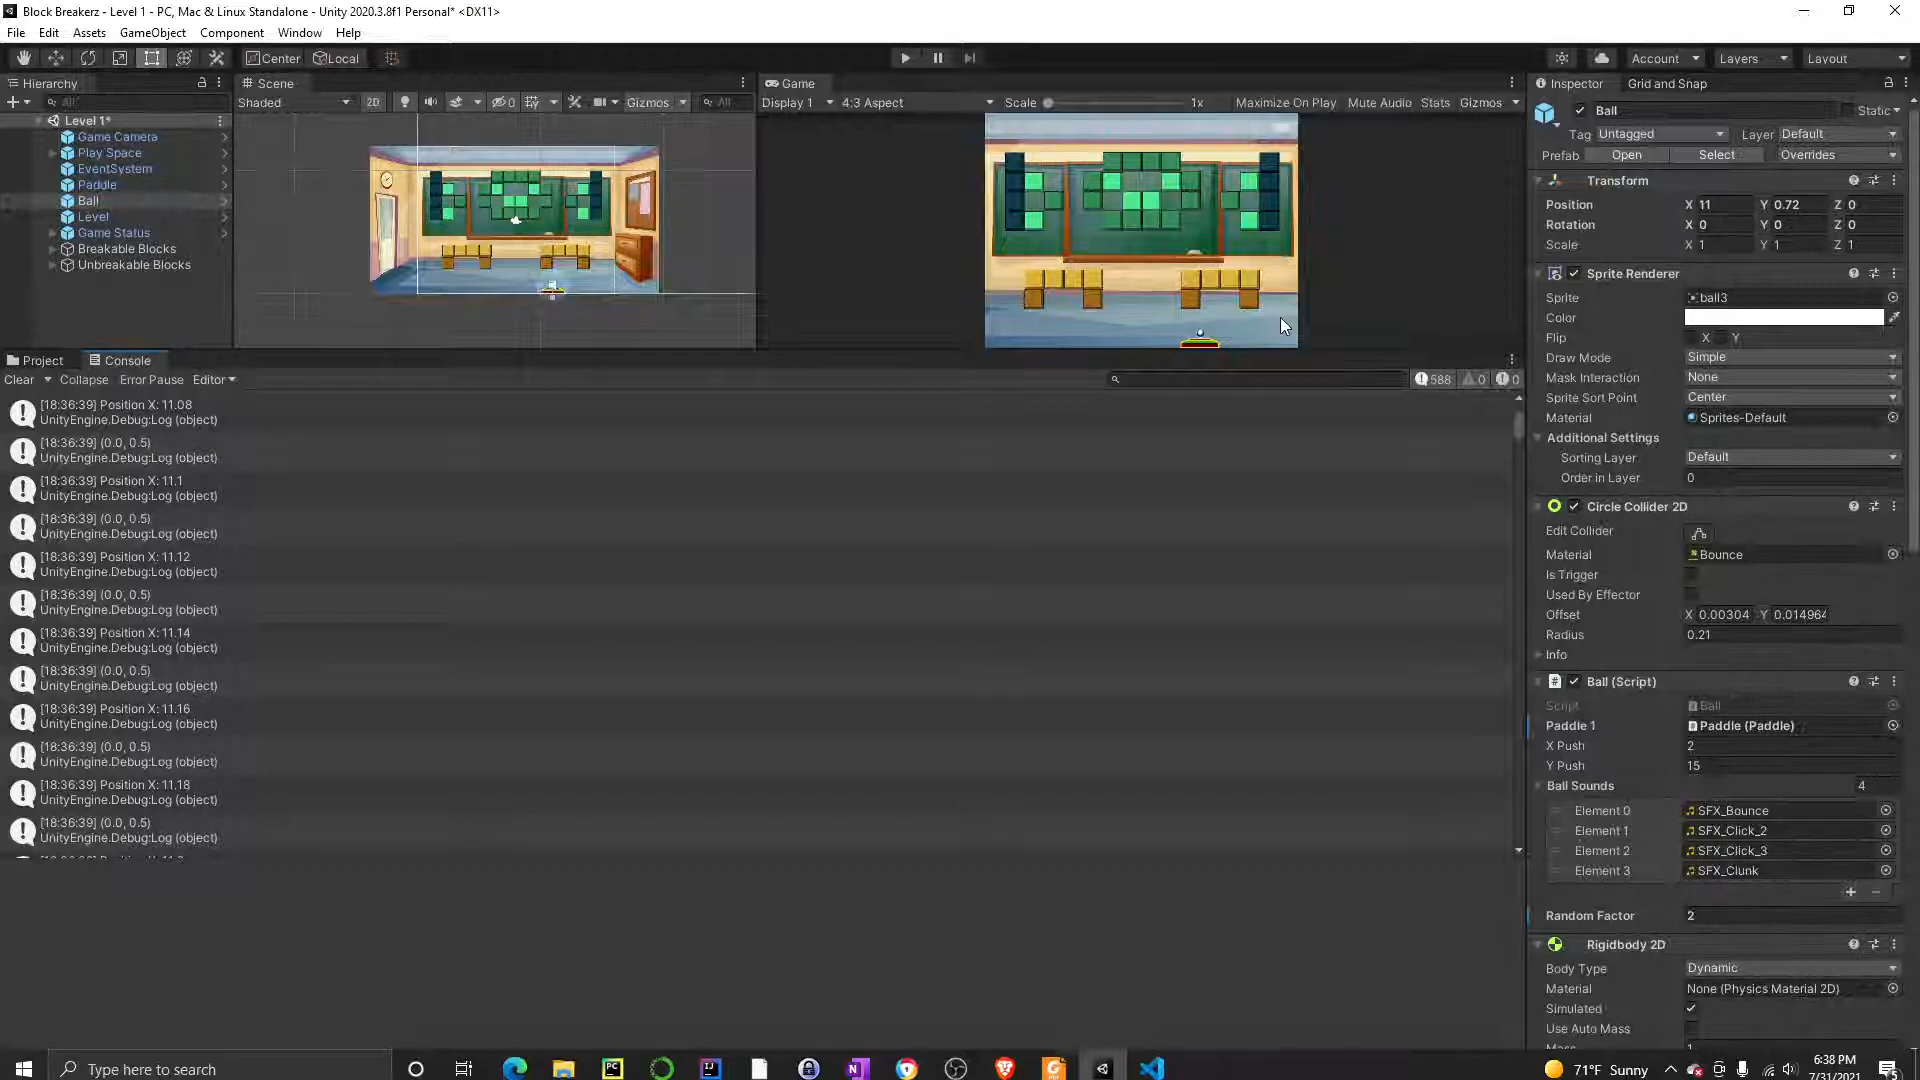 Block Breakerz - Level 1 - PC, Mac & Linux Standalone - Unity 2020.3.8f1 Personal* <DX11>
File Edit Assets GameObject Component Window Help
Center Local
Account Layers Layout
Hierarchy
All
Level 1*
Game Camera
Play Space
EventSystem
Paddle
Ball
Level
Game Status
Breakable Blocks
Unbreakable Blocks
Scene
Shaded 2D 0 Gizmos All
Game
Display 1 4:3 Aspect Scale 1x Maximize On Play Mute Audio Stats Gizmos
Project Console
Clear Collapse Error Pause Editor
588 0 0
[18:36:39] Position X: 11.08
UnityEngine.Debug:Log (object)
[18:36:39] (0.0, 0.5)
UnityEngine.Debug:Log (object)
[18:36:39] Position X: 11.1
UnityEngine.Debug:Log (object)
[18:36:39] (0.0, 0.5)
UnityEngine.Debug:Log (object)
[18:36:39] Position X: 11.12
UnityEngine.Debug:Log (object)
[18:36:39] (0.0, 0.5)
UnityEngine.Debug:Log (object)
[18:36:39] Position X: 11.14
UnityEngine.Debug:Log (object)
[18:36:39] (0.0, 0.5)
UnityEngine.Debug:Log (object)
[18:36:39] Position X: 11.16
UnityEngine.Debug:Log (object)
[18:36:39] (0.0, 0.5)
UnityEngine.Debug:Log (object)
[18:36:39] Position X: 11.18
UnityEngine.Debug:Log (object)
[18:36:39] (0.0, 0.5)
UnityEngine.Debug:Log (object)
Inspector Grid and Snap
Ball Static
Tag Untagged Layer Default
Prefab Open Select Overrides
Transform
Position X 11 Y 0.72 Z 0
Rotation X 0 Y 0 Z 0
Scale X 1 Y 1 Z 1
Sprite Renderer
Sprite ball3
Color
Flip X Y
Draw Mode Simple
Mask Interaction None
Sprite Sort Point Center
Material Sprites-Default
Additional Settings
Sorting Layer Default
Order in Layer 0
Circle Collider 2D
Edit Collider
Material Bounce
Is Trigger
Used By Effector
Offset X 0.00304 Y 0.014964
Radius 0.21
Info
Ball (Script)
Script Ball
Paddle 1 Paddle (Paddle)
X Push 2
Y Push 15
Ball Sounds 4
Element 0 SFX_Bounce
Element 1 SFX_Click_2
Element 2 SFX_Click_3
Element 3 SFX_Clunk
Random Factor 2
Rigidbody 2D
Body Type Dynamic
Material None (Physics Material 2D)
Simulated
Use Auto Mass
Type here to search
71°F Sunny
6:38 PM
7/31/2021